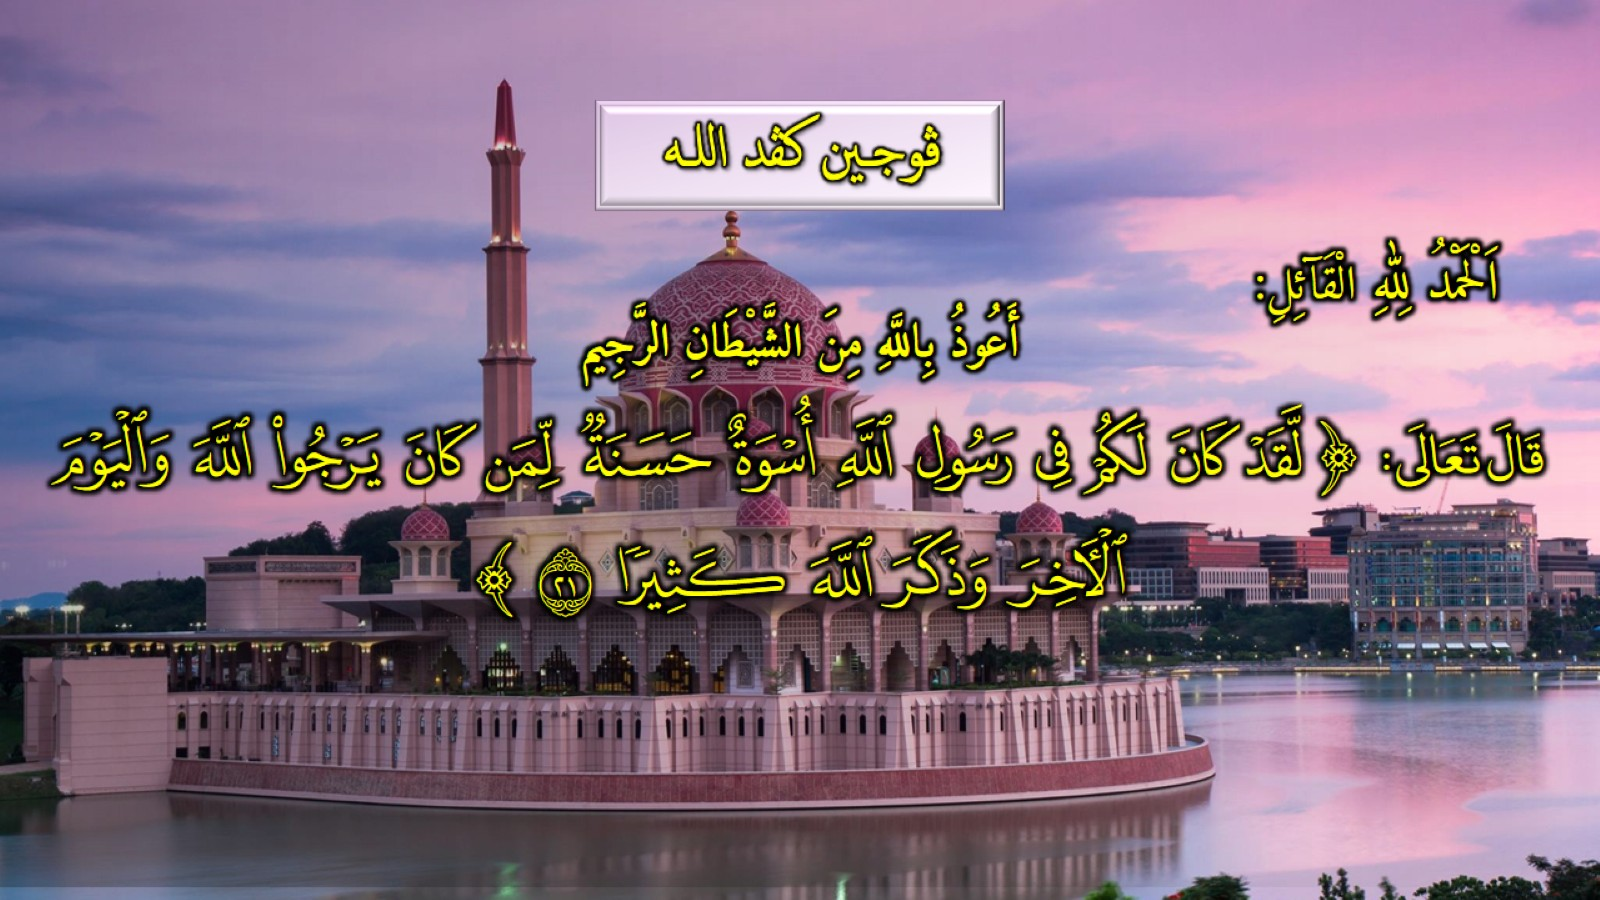 ڤوجين كڤد الله
اَلْحَمْدُ لِلّٰهِ الْقَآئِلِ:
أَعُوذُ بِاللَّهِ مِنَ الشَّيْطَانِ الرَّجِيم
قَالَ تَعَالَى: ﴿ لَّقَدْ كَانَ لَكُمْ فِي رَسُولِ ٱللَّهِ أُسْوَةٌ حَسَنَةٌ لِّمَن كَانَ يَرْجُوا۟ ٱللَّهَ وَٱلْيَوْمَ
ٱلْـَٔاخِرَ وَذَكَرَ ٱللَّهَ كَثِيرًا ٢١ ﴾